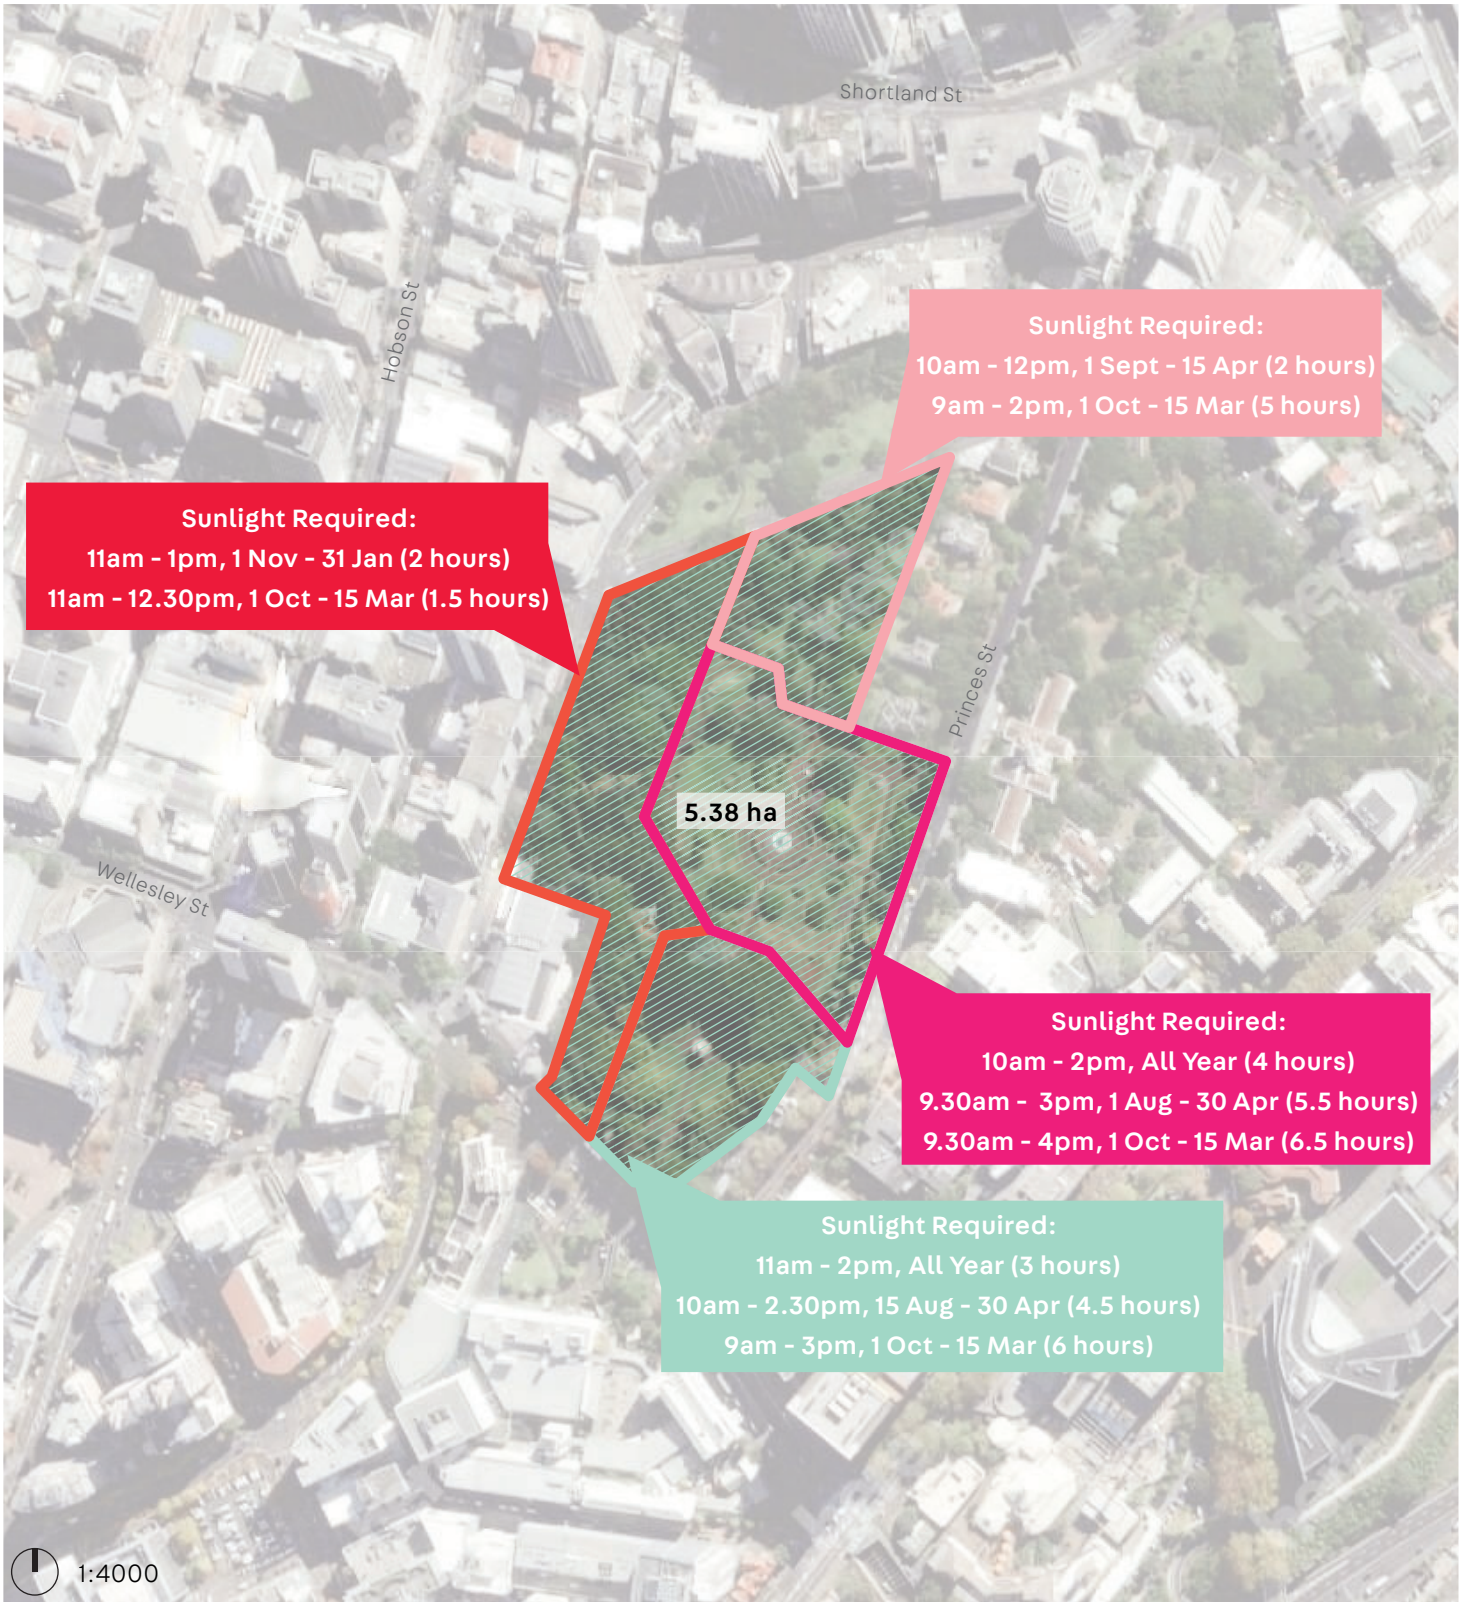 Shortland St
Hobson St
Sunlight Required:
10am - 12pm, 1 Sept - 15 Apr (2 hours)
9am - 2pm, 1 Oct - 15 Mar (5 hours)
Sunlight Required:
11am - 1pm, 1 Nov - 31 Jan (2 hours)
11am - 12.30pm, 1 Oct - 15 Mar (1.5 hours)
Princes St
5.38 ha
Wellesley St
Sunlight Required:
10am - 2pm, All Year (4 hours)
9.30am - 3pm, 1 Aug - 30 Apr (5.5 hours)
9.30am - 4pm, 1 Oct - 15 Mar (6.5 hours)
Sunlight Required:
11am - 2pm, All Year (3 hours)
10am - 2.30pm, 15 Aug - 30 Apr (4.5 hours)
9am - 3pm, 1 Oct - 15 Mar (6 hours)
1:4000